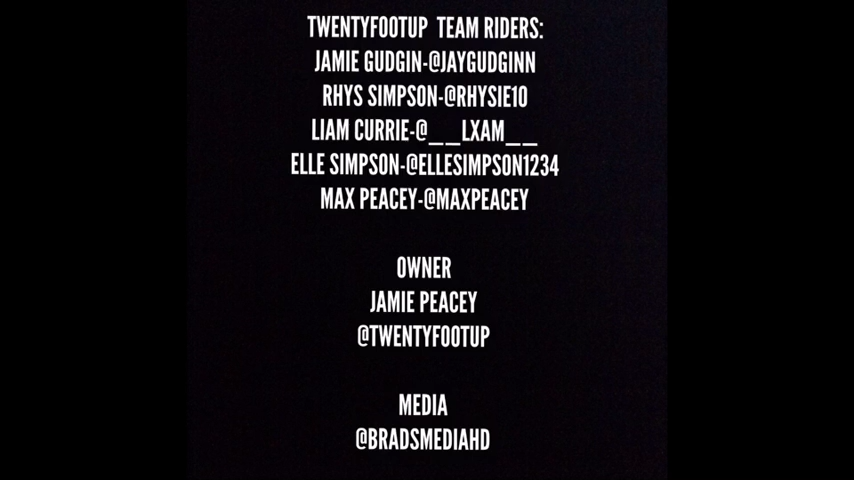 TWENTYFOOTUP TEAM RIDERS:
JAMIE GUDGIN-@JAYGUDGINN
RHYS SIMPSON-@RHYSIE10
LIAM CURRIE-@__LXAM__
ELLE SIMPSON-@ELLESIMPSON1234
MAX PEACEY-@MAXPEACEY
OWNER
JAMIE PEACEY
@TWENTYFOOTUP
MEDIA
@BRADSMEDIAHD